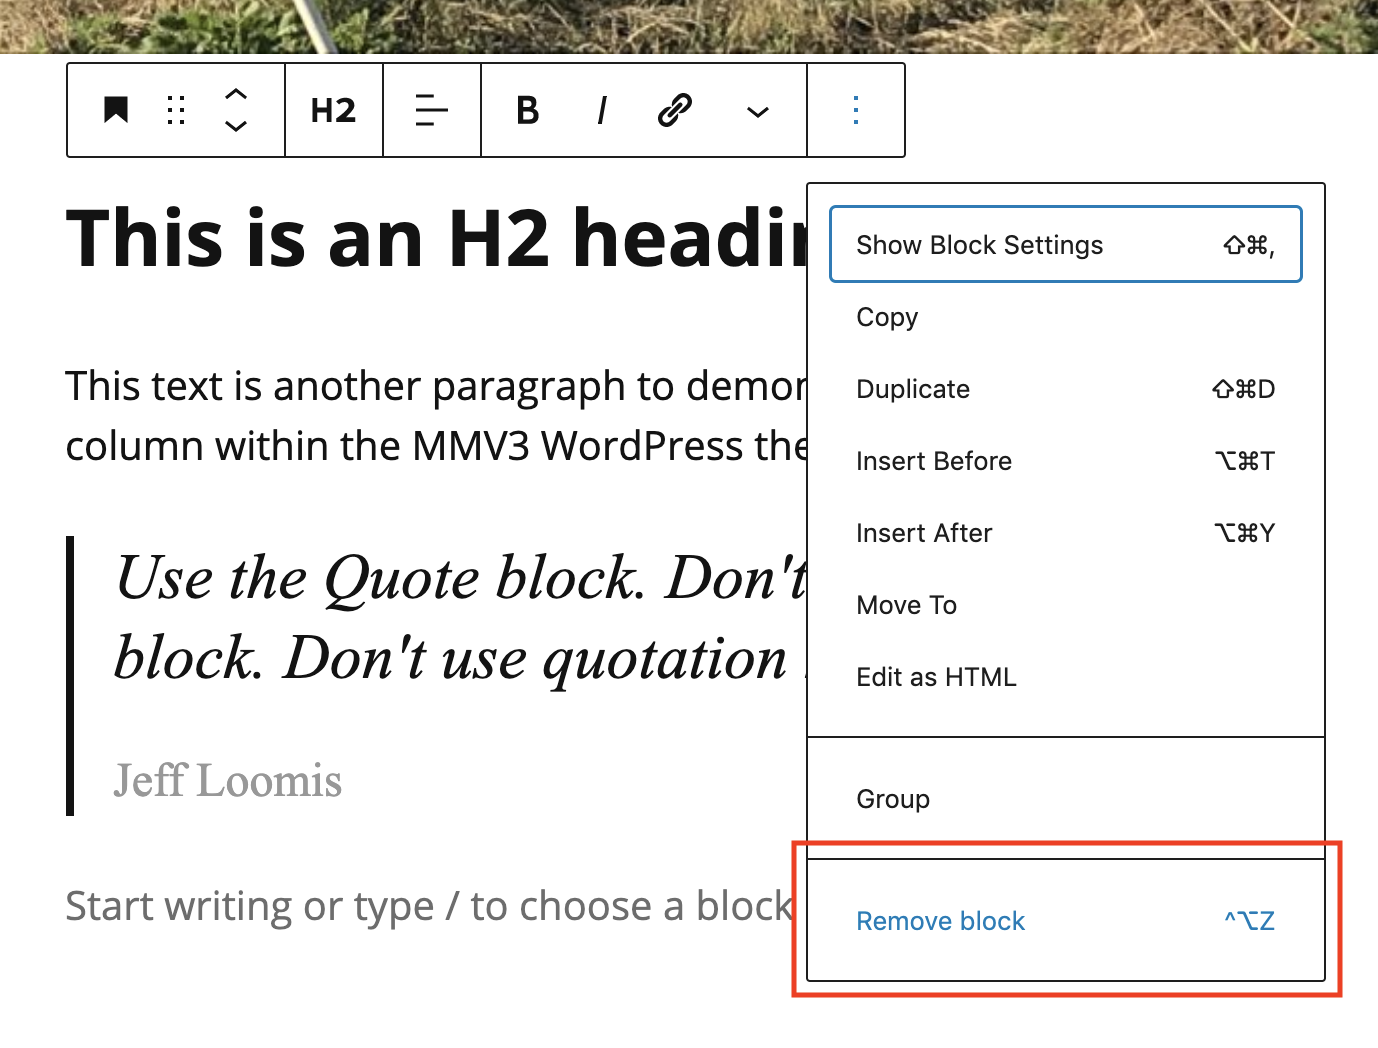 H2
B I
This is an H2 headin
This text is another paragraph to demon
column within the MMV3 WordPress the
Use the Quote block. Don't
block. Don't use quotation
Jeff Loomis
Start writing or type / to choose a block
Show Block Settings ⇧⌘,
Copy
Duplicate ⇧⌘D
Insert Before ⌥⌘T
Insert After ⌥⌘Y
Move To
Edit as HTML
Group
Remove block ^⌥Z